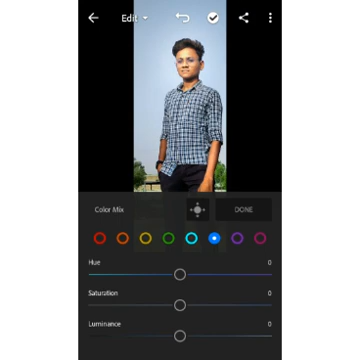 Edit
Color Mix
DONE
Hue 0
Saturation 0
Luminance 0